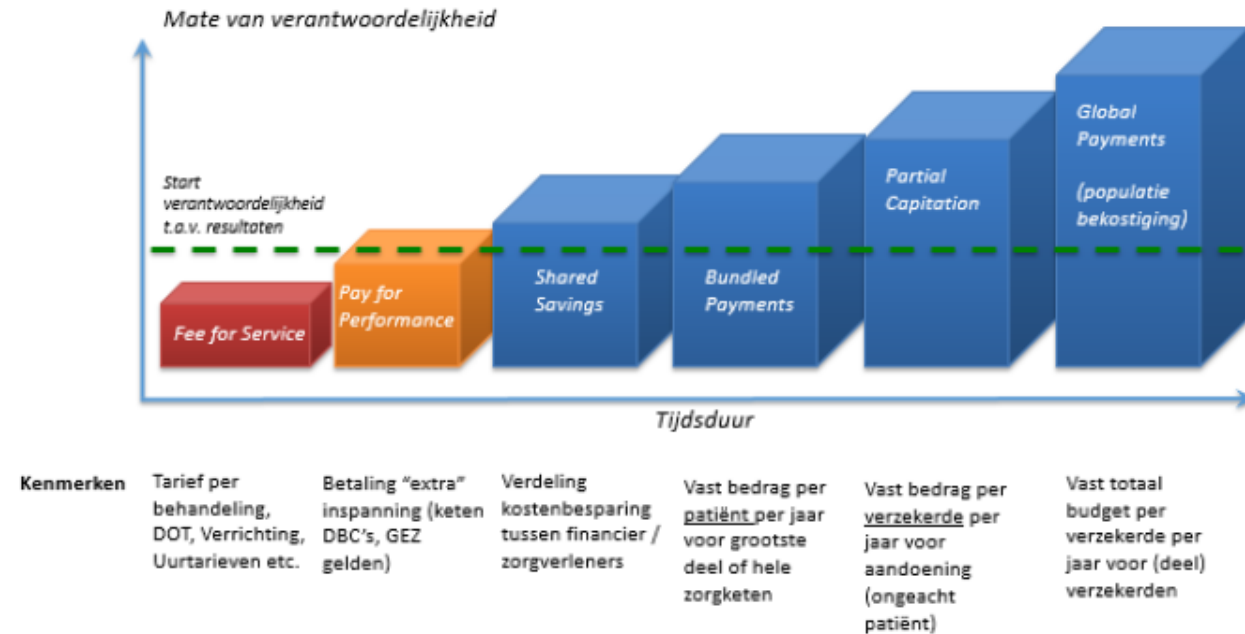 Mate van verantwoordelijkheid
Start
verantwoordelijkheid
t.a.v. resultaten
Fee for Service
Pay for
Performance
Shared
Savings
Bundled
Payments
Partial
Capitation
Global
Payments
(populatie
bekostiging)
Tijdsduur
Kenmerken
Tarief per
behandeling,
DOT, Verrichting,
Uurtarieven etc.
Betaling “extra”
inspanning (keten
DBC’s, GEZ
gelden)
Verdeling
kostenbesparing
tussen financier /
zorgverleners
Vast bedrag per
patiënt per jaar
voor grootste
deel of hele
zorgketen
Vast bedrag per
verzekerde per
jaar voor
aandoening
(ongeacht
patiënt)
Vast totaal
budget per
verzekerde per
jaar voor (deel)
verzekerden